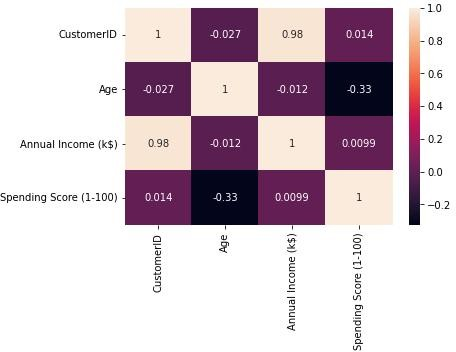 CustomerID
1
-0.027
0.98
0.014
Age
-0.027
1
-0.012
-0.33
Annual Income (k$)
0.98
-0.012
1
0.0099
Spending Score (1-100)
0.014
-0.33
0.0099
1
CustomerID
Age
Annual Income (k$)
Spending Score (1-100)
1.0
0.8
0.6
0.4
0.2
0.0
−0.2